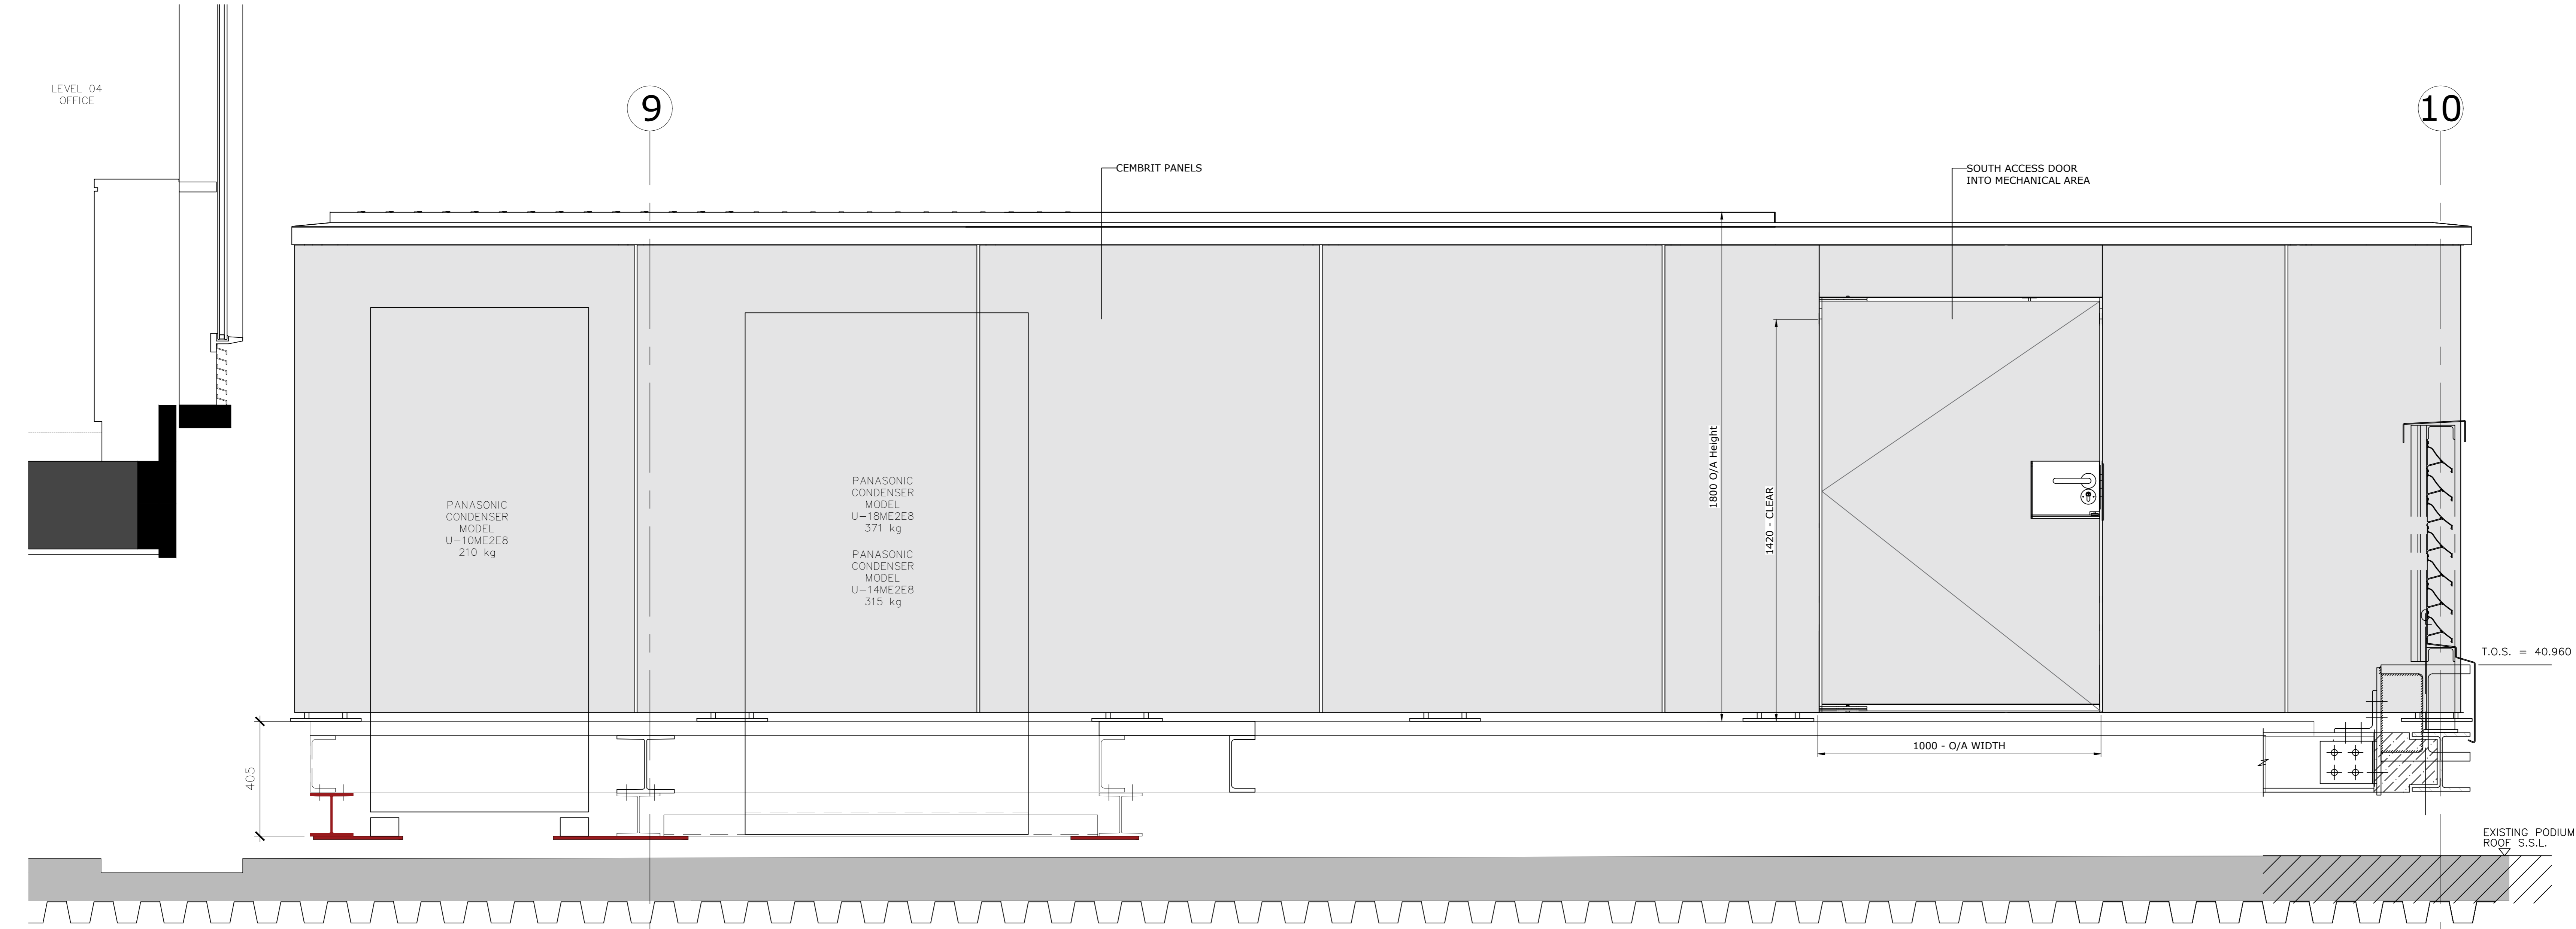 LEVEL 04
OFFICE
9
10
CEMBRIT PANELS
SOUTH ACCESS DOOR
INTO MECHANICAL AREA
1800 O/A Height
1420 - CLEAR
PANASONIC
CONDENSER
MODEL
U-10ME2E8
210 kg
PANASONIC
CONDENSER
MODEL
U-18ME2E8
371 kg
PANASONIC
CONDENSER
MODEL
U-14ME2E8
315 kg
T.O.S. = 40.960
1000 - O/A WIDTH
405
EXISTING PODIUM
ROOF S.S.L.